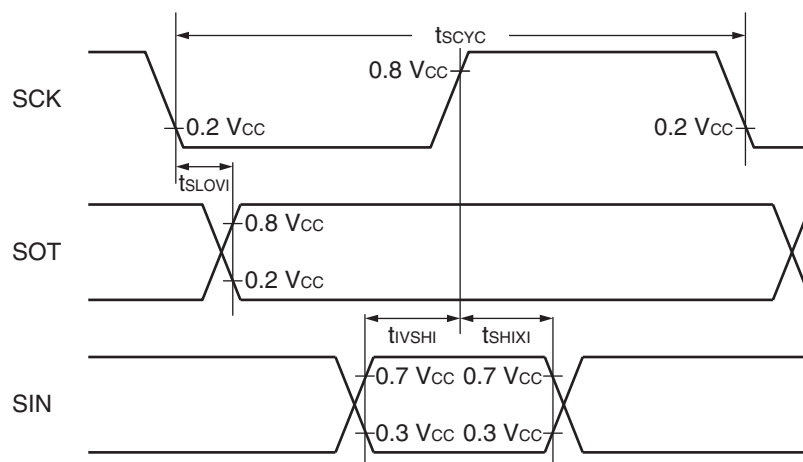 tSCYC
SCK
0.8 VCC
0.2 VCC
0.2 VCC
tSLOVI
SOT
0.8 VCC
0.2 VCC
tIVSHI
tSHIXI
SIN
0.7 VCC 0.7 VCC
0.3 VCC 0.3 VCC